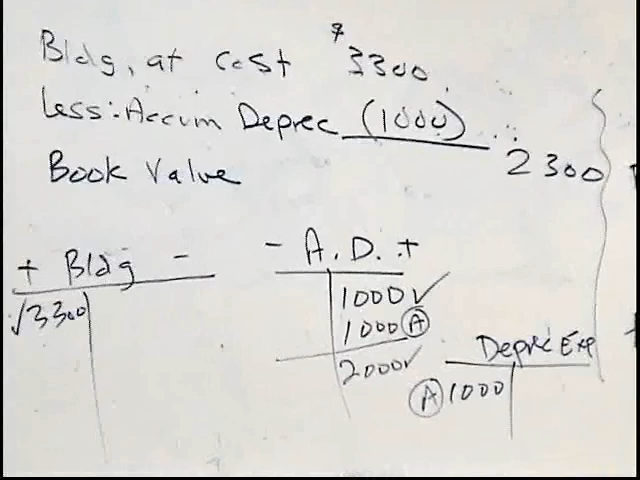 Bldg, at cost $3300
Less: Accum Deprec (1000)
2300
Book Value
+ Bldg -
√3300
- A.D. +
1000 √
1000 Ⓐ
2000 √
Deprec Exp
Ⓐ 1000